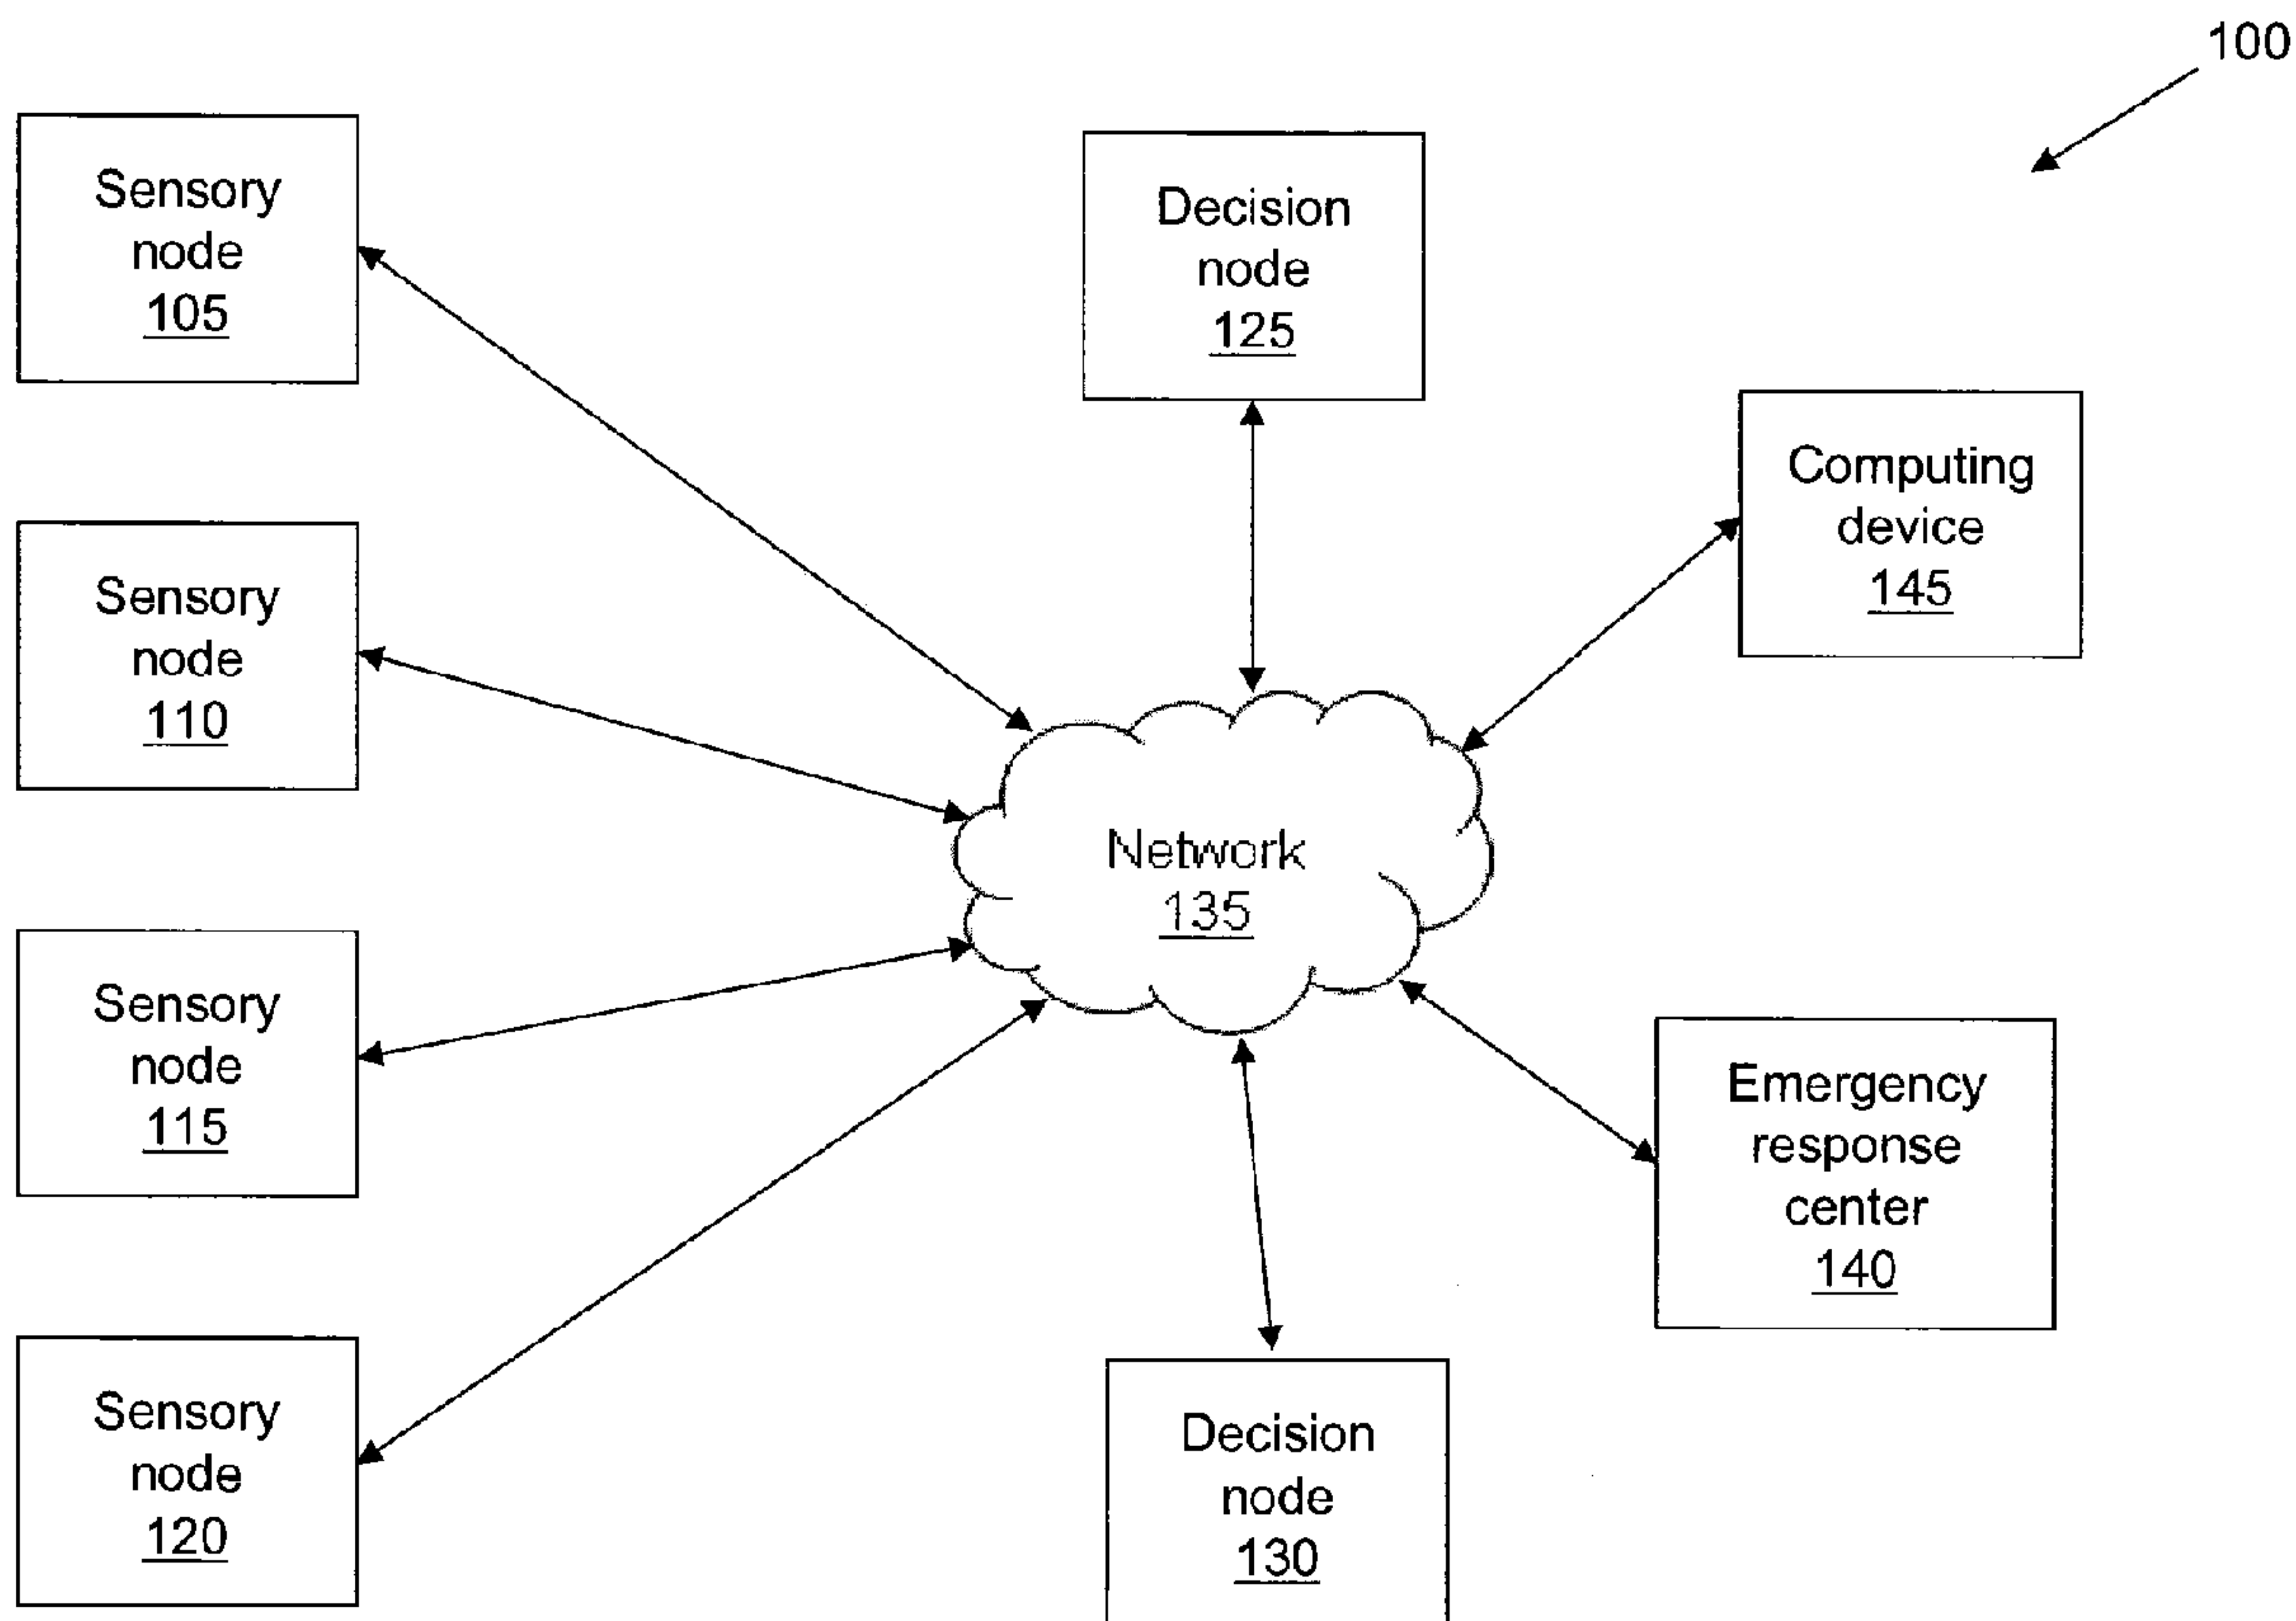 100
Sensory
node
105
Decision
node
125
Computing
device
145
Sensory
node
110
Network
135
Sensory
node
115
Emergency
response
center
140
Sensory
node
120
Decision
node
130